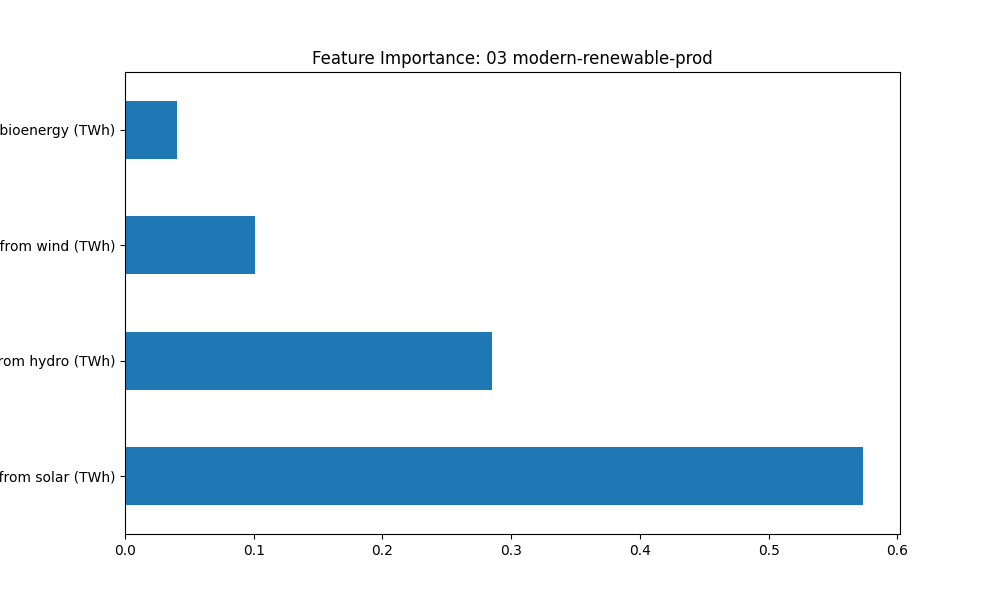 Feature Importance: 03 modern-renewable-prod
bioenergy (TWh)
from wind (TWh)
rom hydro (TWh)
from solar (TWh)
0.0 0.1 0.2 0.3 0.4 0.5 0.6